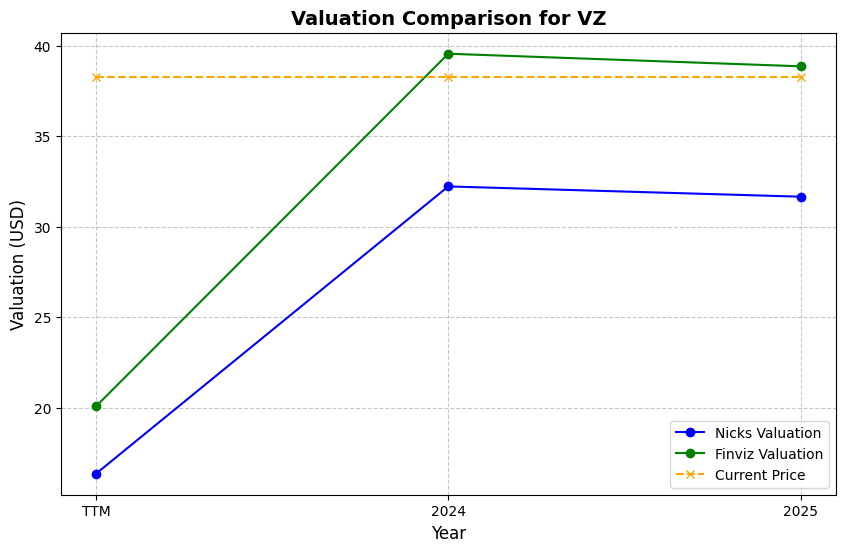 Valuation Comparison for VZ
Valuation (USD)
40
35
30
25
20
TTM
2024
2025
Year
Nicks Valuation
Finviz Valuation
Current Price